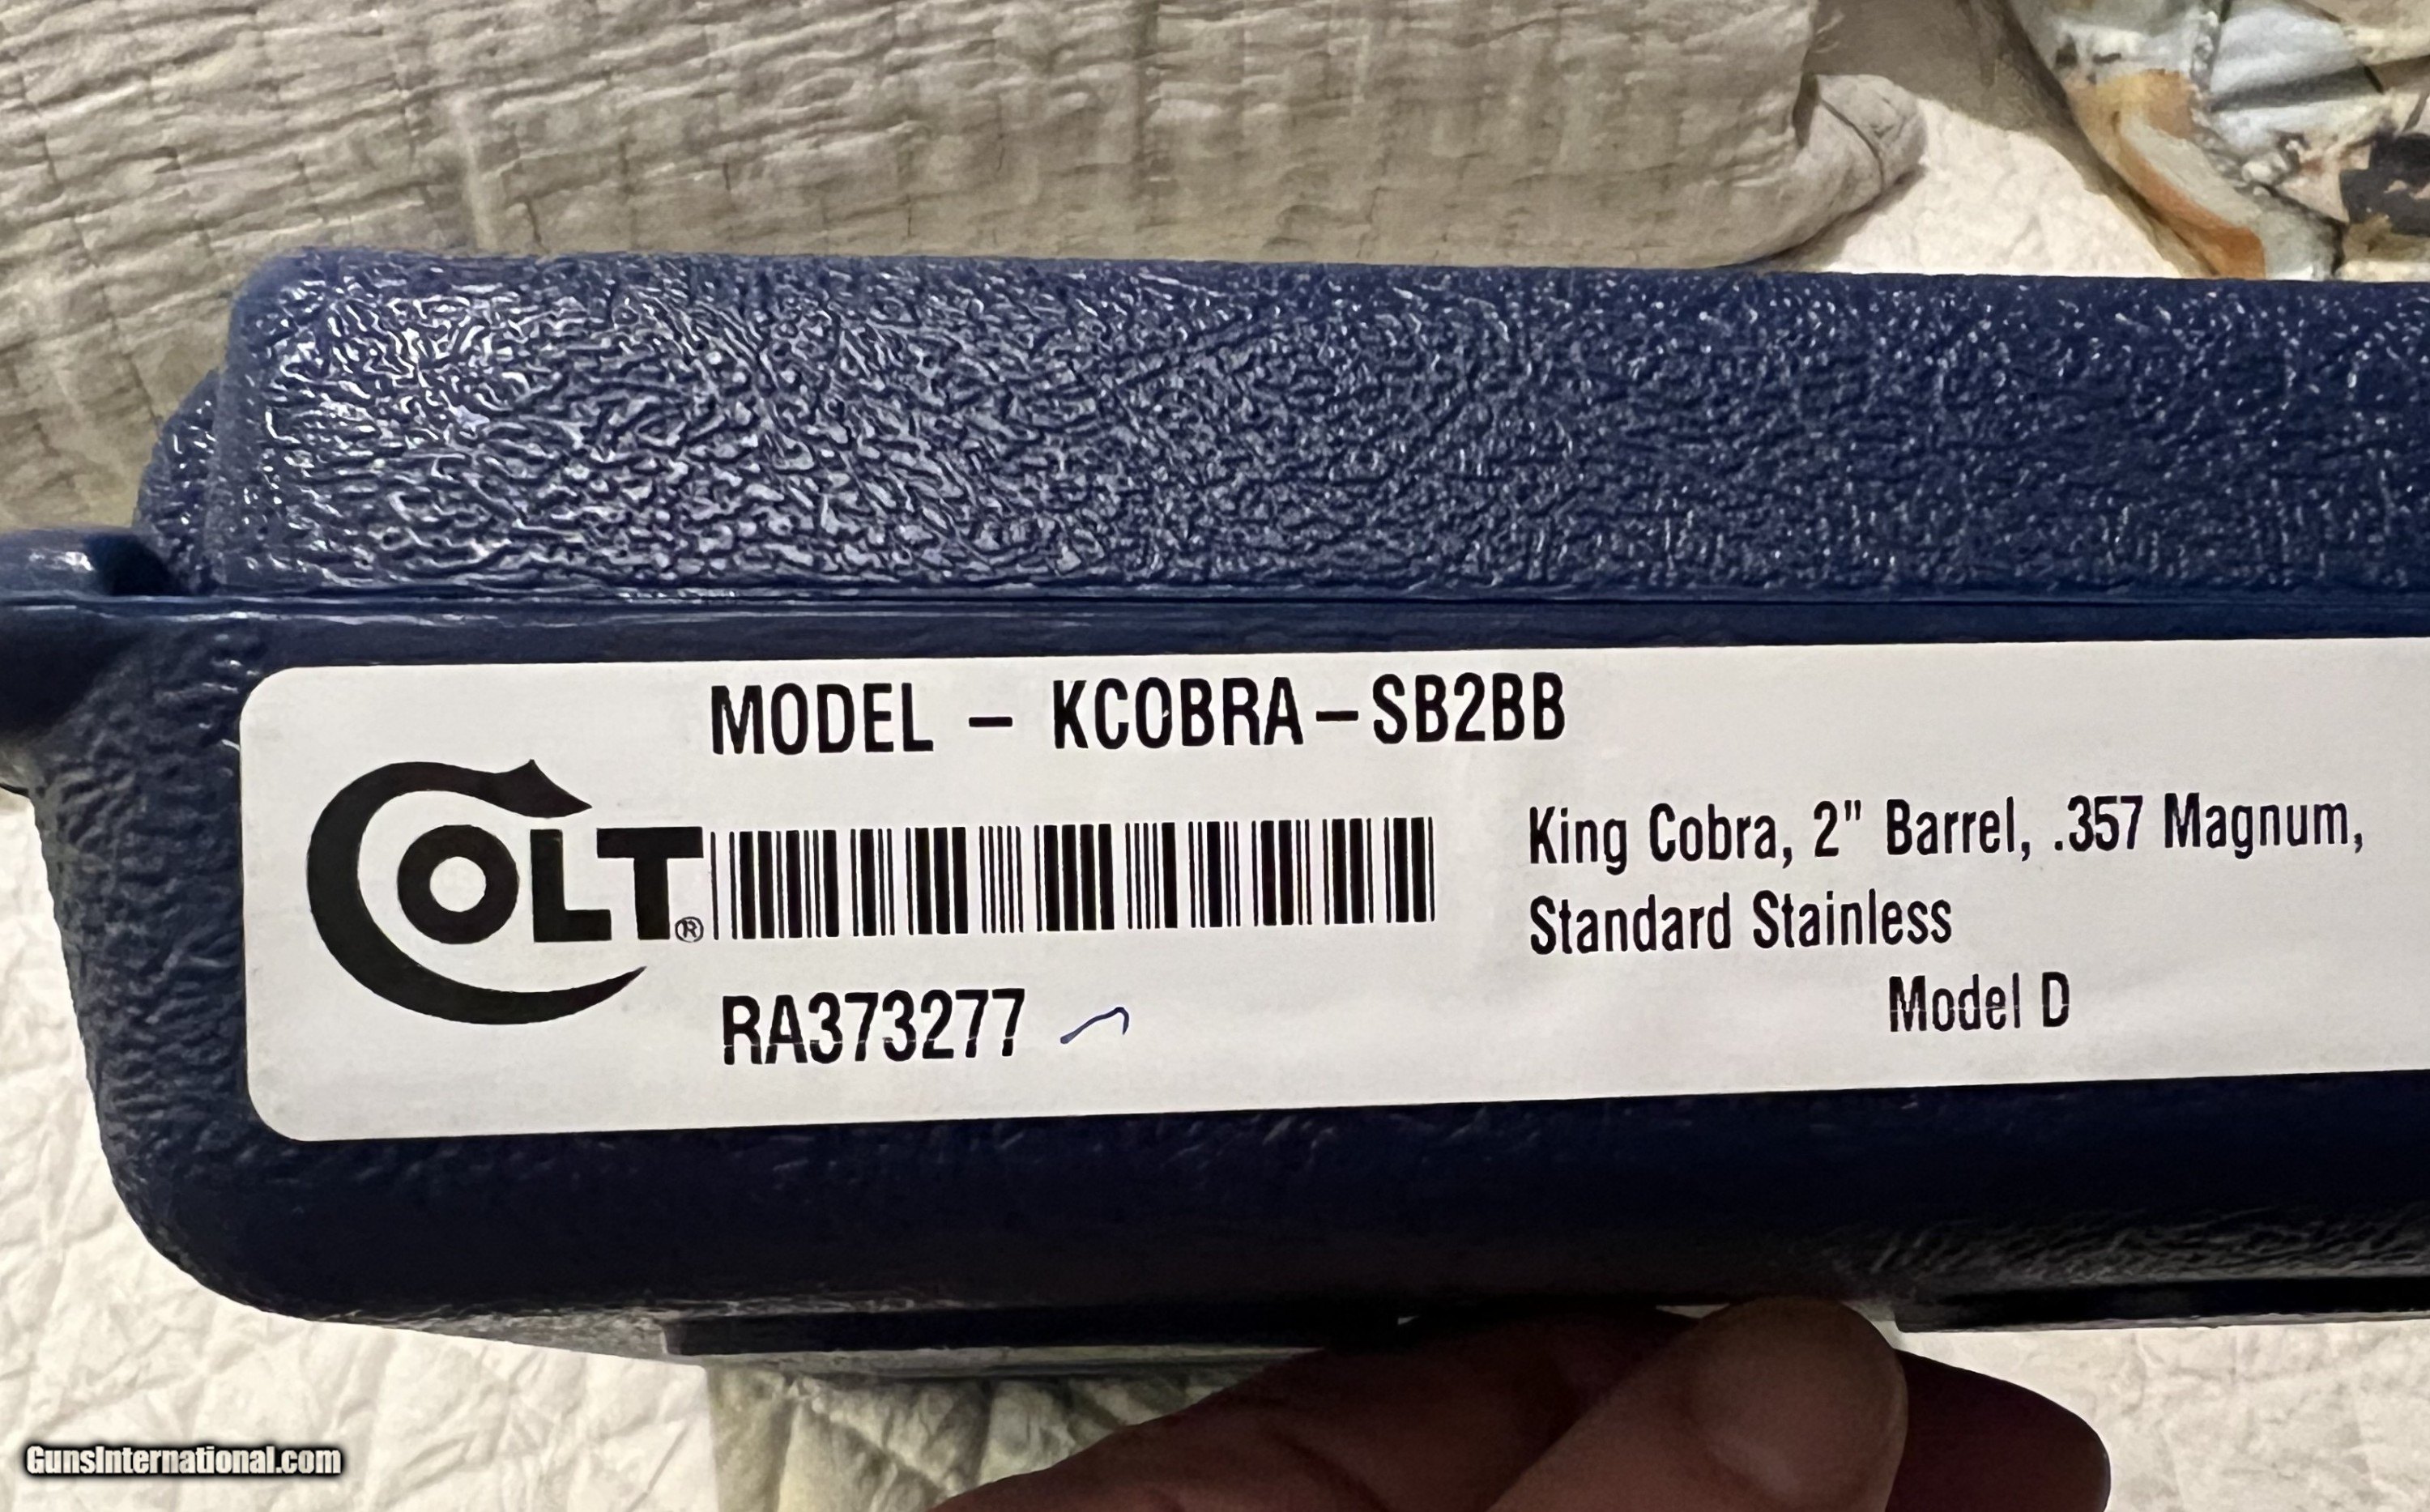 MODEL – KCOBRA–SB2BB
COLT®
King Cobra, 2" Barrel, .357 Magnum,
Standard Stainless
Model D
RA373277
GunsInternational.com